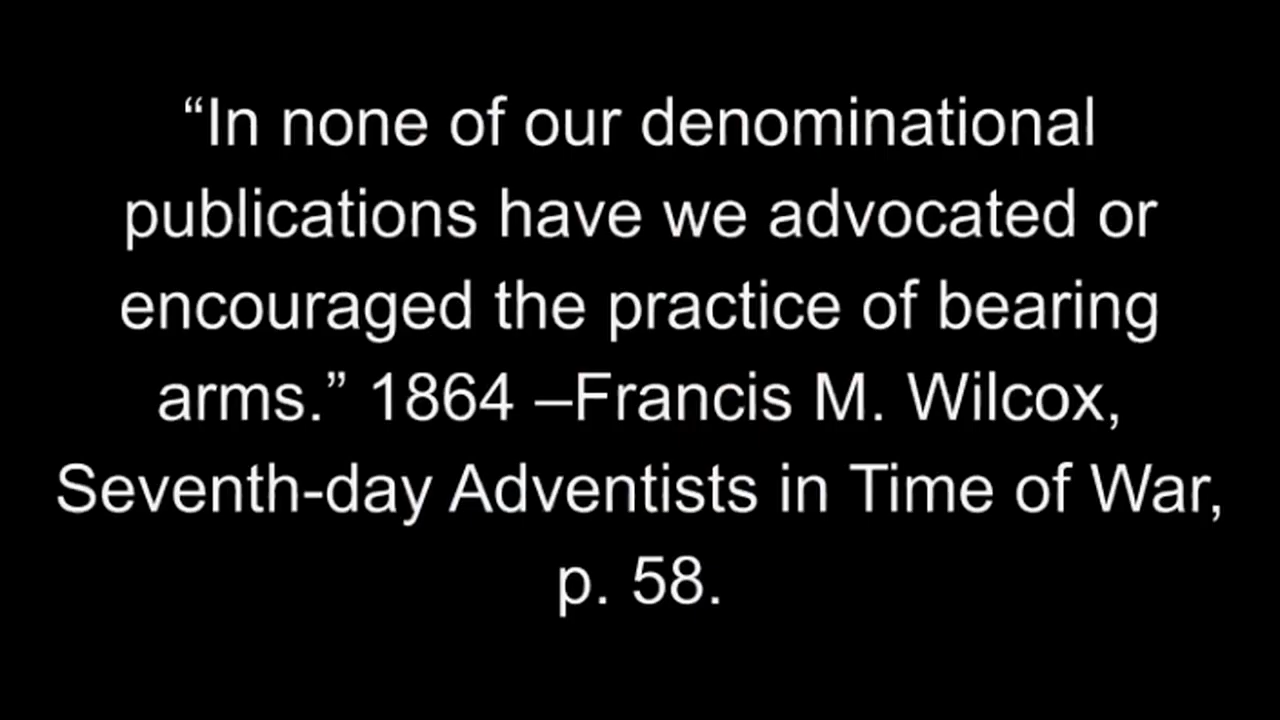 “In none of our denominational
publications have we advocated or
encouraged the practice of bearing
arms.” 1864 –Francis M. Wilcox,
Seventh-day Adventists in Time of War,
p. 58.